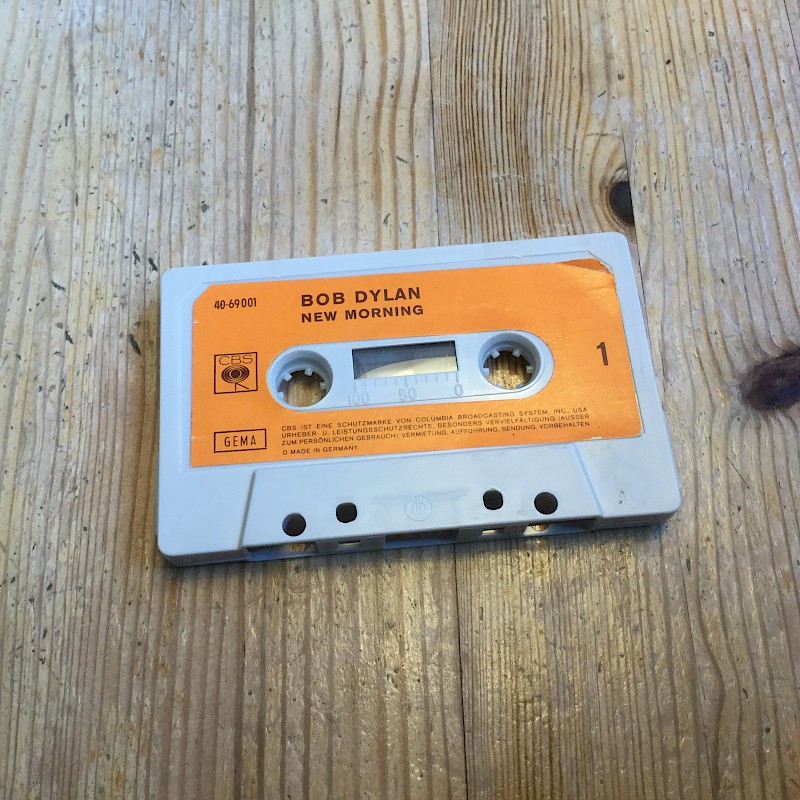 40-69001
BOB DYLAN
NEW MORNING
CBS
1
100 50 0
CBS IST EINE SCHUTZMARKE VON COLUMBIA BROADCASTING SYSTEM, INC., USA
URHEBER- U. LEISTUNGSSCHUTZRECHTE, BESONDERS VERVIELFÄLTIGUNG (AUSSER
ZUM PERSÖNLICHEN GEBRAUCH), VERMIETUNG, AUFFÜHRUNG, SENDUNG, VORBEHALTEN
GEMA
MADE IN GERMANY